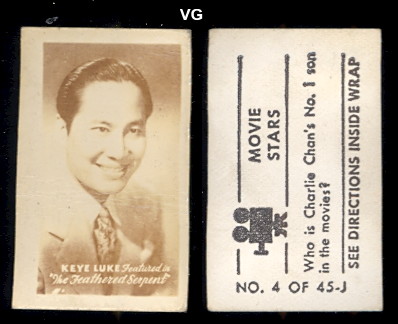 VG
KEYE LUKE Featured in
"The Feathered Serpent"
MOVIE
STARS
Who is Charlie Chan's No. 1 son
in the movies?
SEE DIRECTIONS INSIDE WRAP
NO. 4 OF 45-J